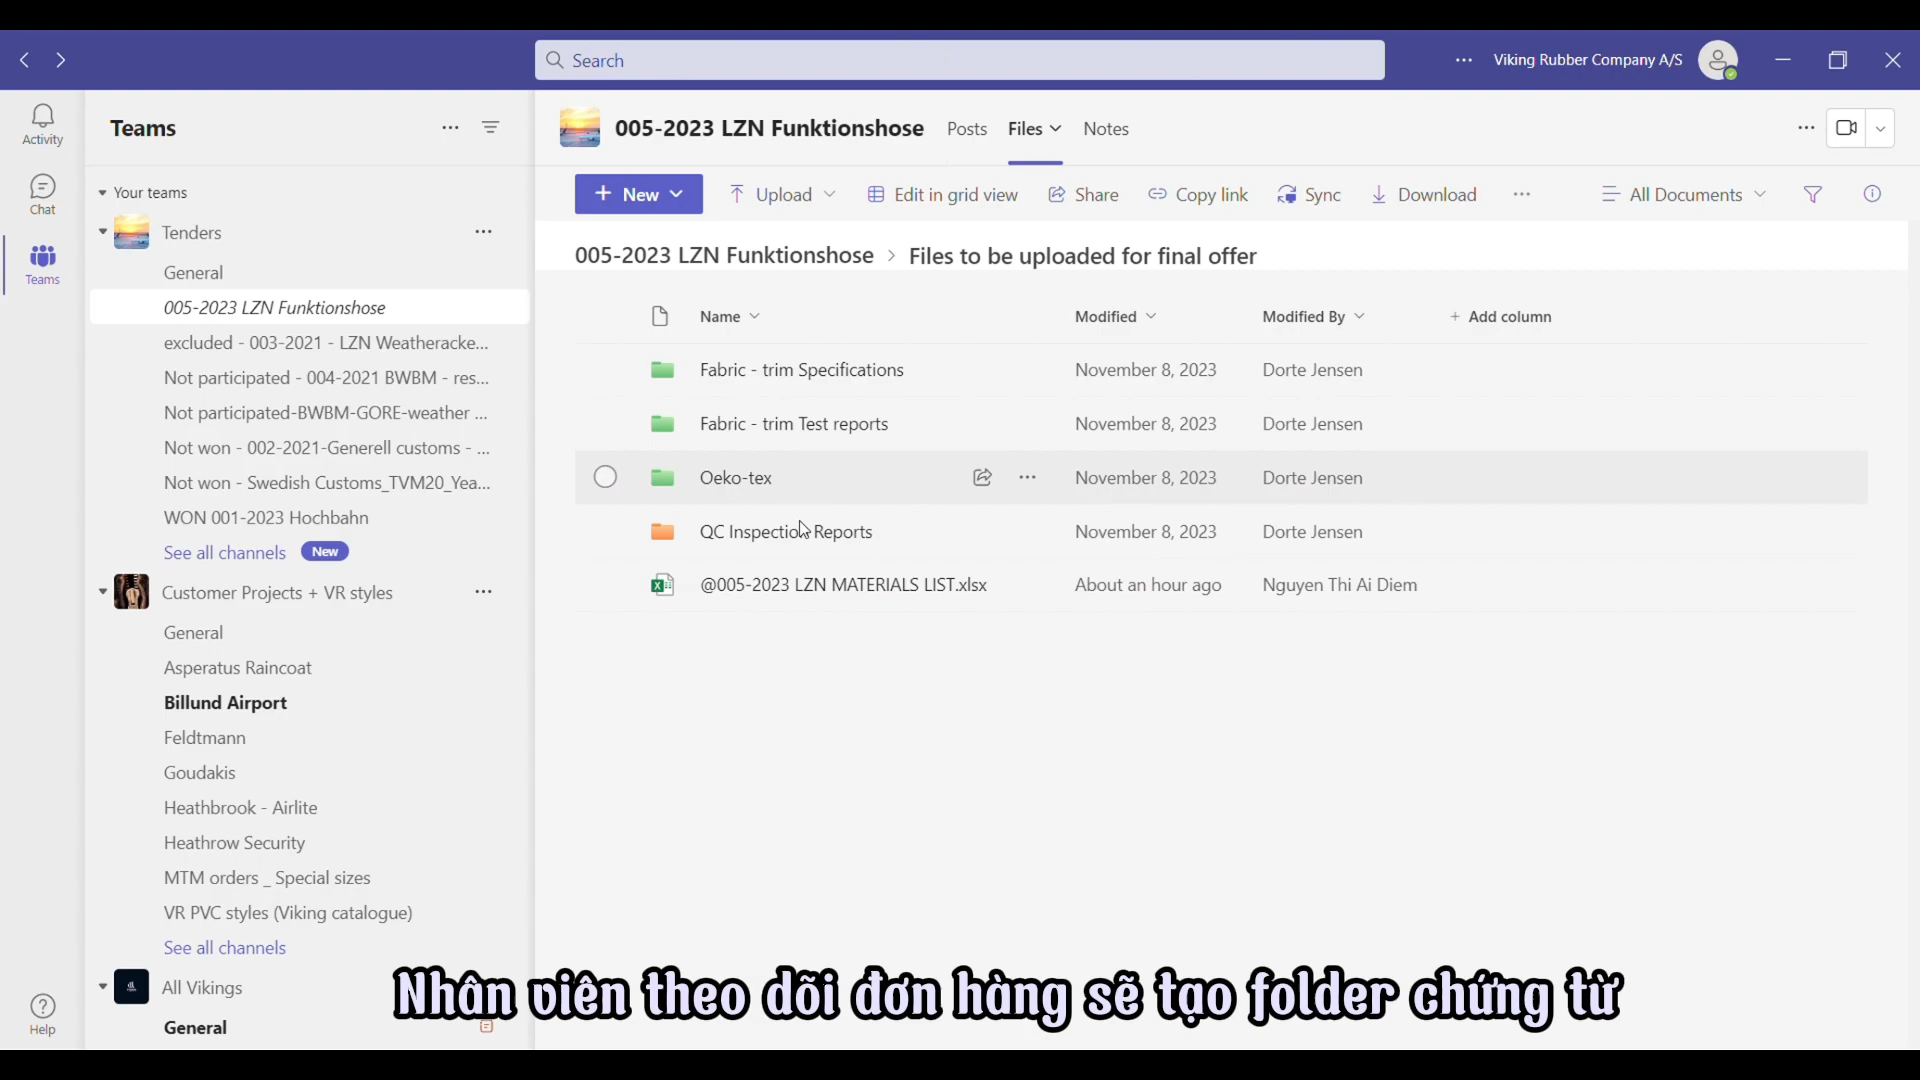 Search
Viking Rubber Company A/S
Activity
Chat
Teams
Help
Teams
Your teams
Tenders
General
005-2023 LZN Funktionshose
excluded - 003-2021 - LZN Weatheracke...
Not participated - 004-2021 BWBM - res...
Not participated-BWBM-GORE-weather ...
Not won - 002-2021-Generell customs - ...
Not won - Swedish Customs_TVM20_Yea...
WON 001-2023 Hochbahn
See all channels New
Customer Projects + VR styles
General
Asperatus Raincoat
Billund Airport
Feldtmann
Goudakis
Heathbrook - Airlite
Heathrow Security
MTM orders _ Special sizes
VR PVC styles (Viking catalogue)
See all channels
All Vikings
General
005-2023 LZN Funktionshose Posts Files Notes
+ New Upload Edit in grid view Share Copy link Sync Download ... All Documents
005-2023 LZN Funktionshose > Files to be uploaded for final offer
Name Modified Modified By + Add column
Fabric - trim Specifications November 8, 2023 Dorte Jensen
Fabric - trim Test reports November 8, 2023 Dorte Jensen
Oeko-tex ... November 8, 2023 Dorte Jensen
QC Inspection Reports November 8, 2023 Dorte Jensen
@005-2023 LZN MATERIALS LIST.xlsx About an hour ago Nguyen Thi Ai Diem
Nhân viên theo dõi đơn hàng sẽ tạo folder chứng từ